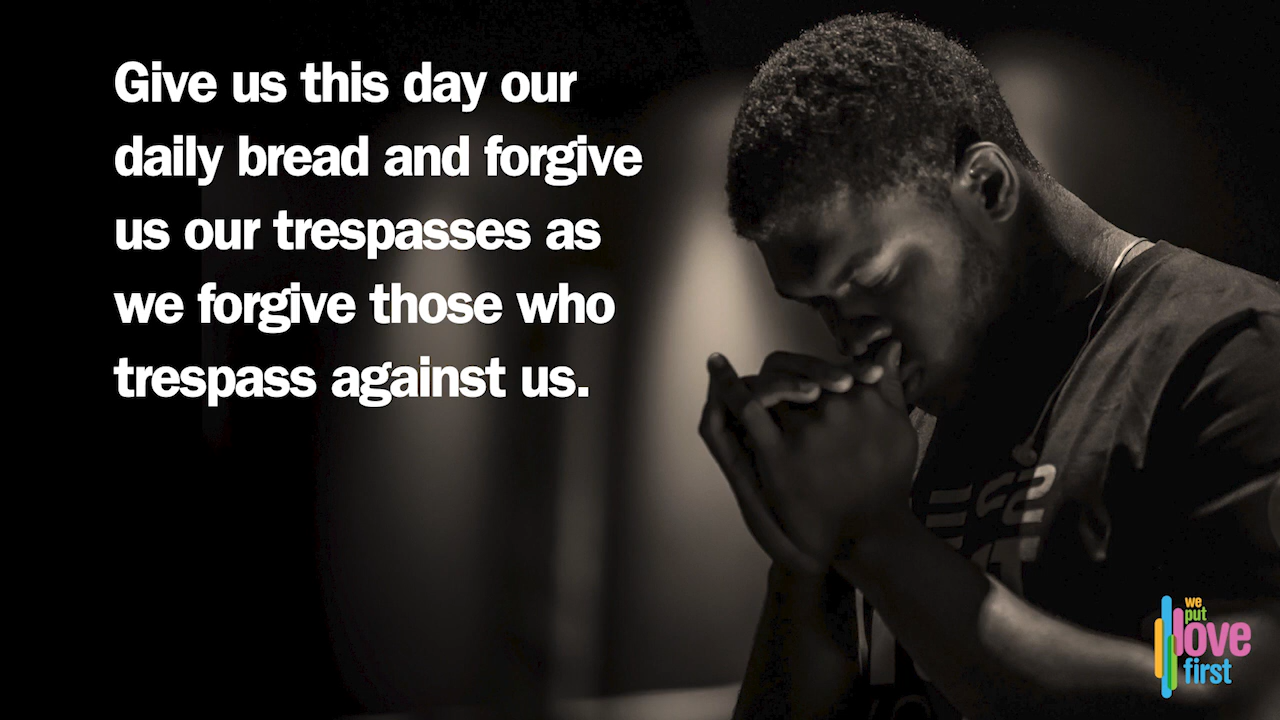 Give us this day our
daily bread and forgive
us our trespasses as
we forgive those who
trespass against us.
we
put
love
first